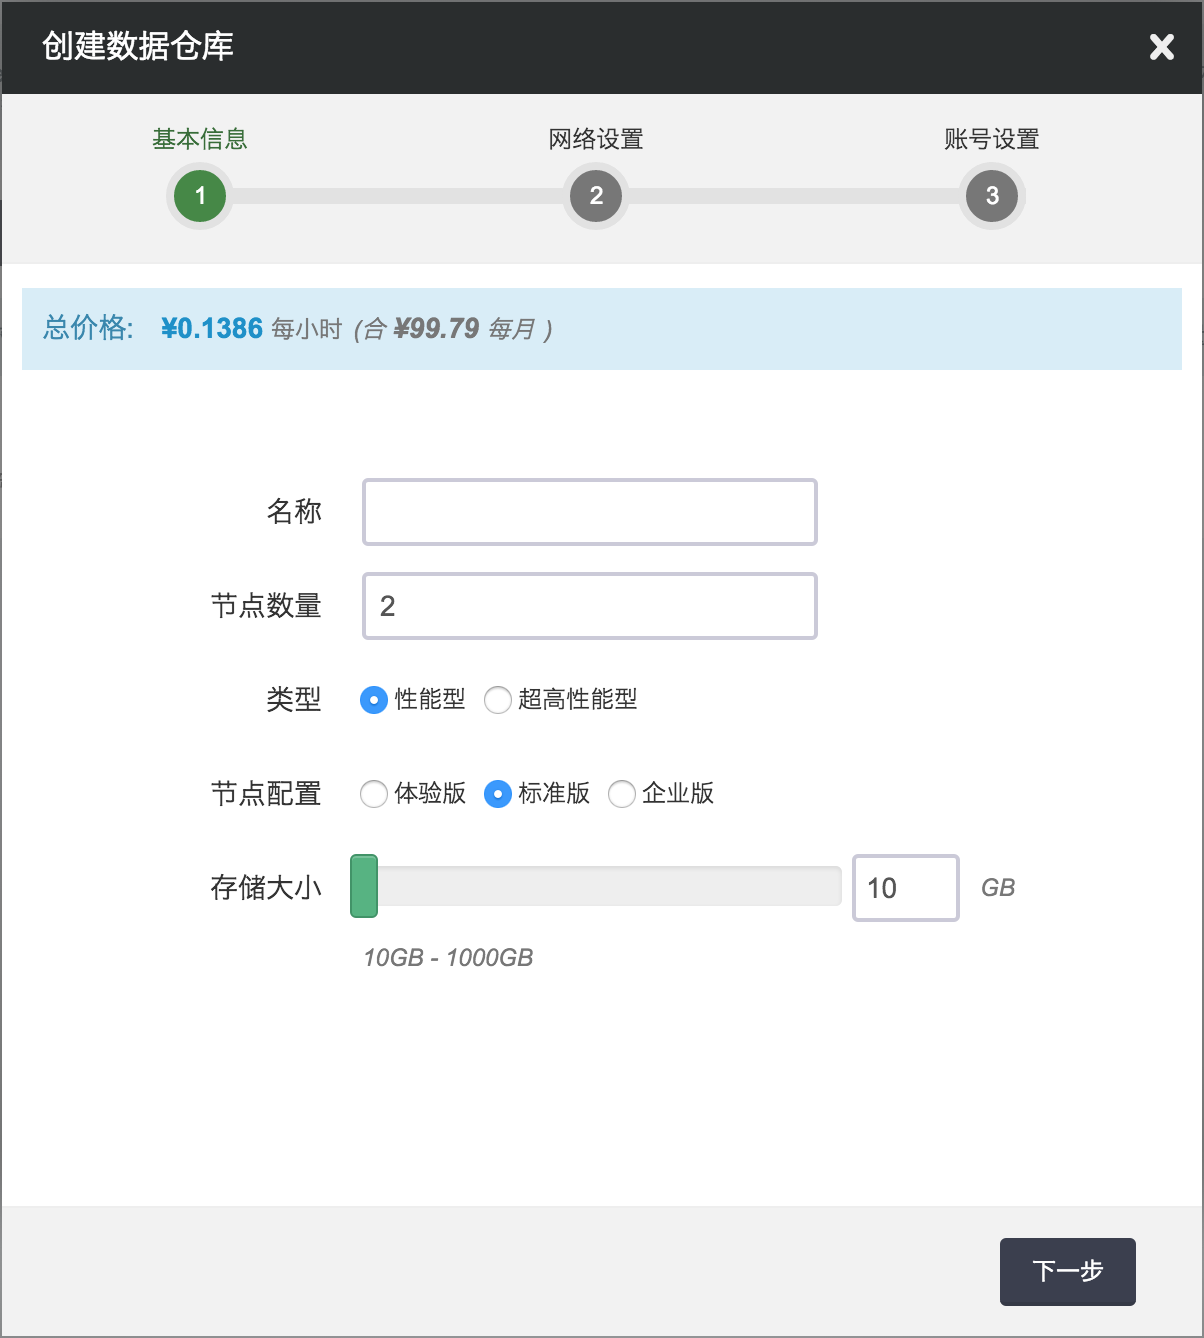 创建数据仓库
基本信息 网络设置 账号设置
1 2 3
总价格: ¥0.1386 每小时 (合 ¥99.79 每月 )
名称
节点数量 2
类型 性能型 超高性能型
节点配置 体验版 标准版 企业版
存储大小 10 GB
10GB - 1000GB
下一步